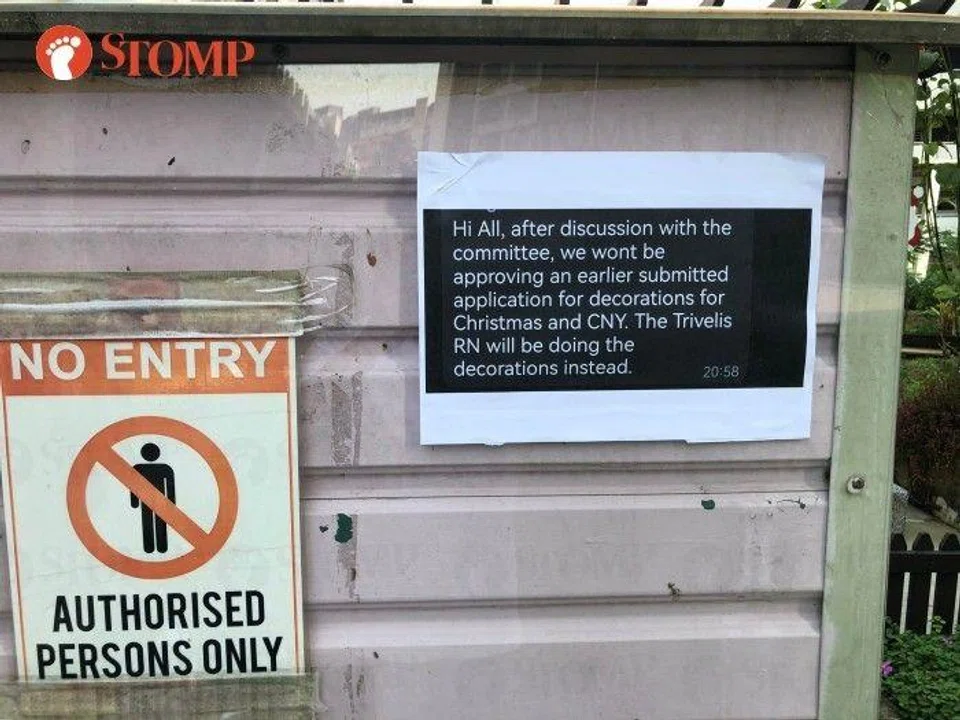 STOMP
Hi All, after discussion with the
committee, we wont be
approving an earlier submitted
application for decorations for
Christmas and CNY. The Trivelis
RN will be doing the
decorations instead.
20:58
NO ENTRY
AUTHORISED
PERSONS ONLY